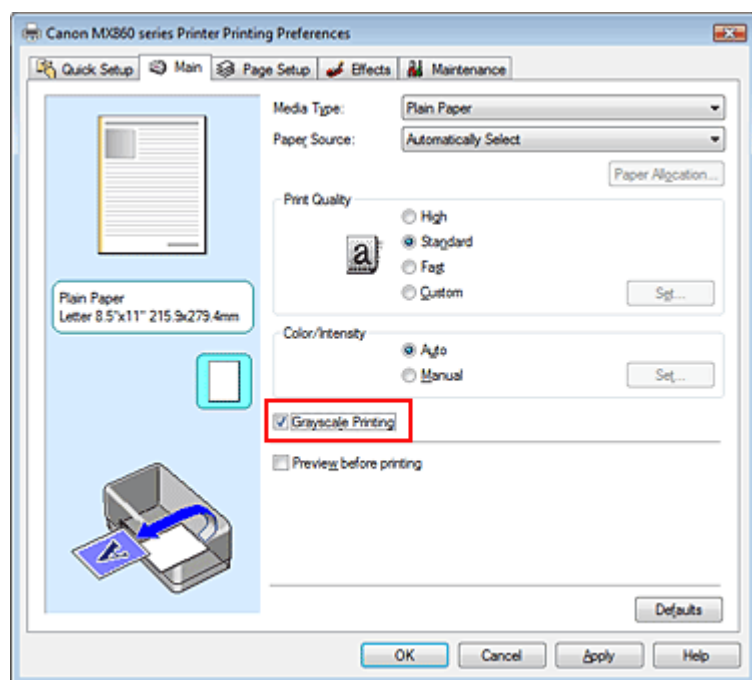 Canon MX860 series Printer Printing Preferences
Quick Setup Main Page Setup Effects Maintenance
Media Type: Plain Paper
Paper Source: Automatically Select
Paper Allocation...
Print Quality
High
a Standard
Fast
Custom Set...
Plain Paper
Letter 8.5"x11" 215.9x279.4mm
Color/Intensity
Auto
Manual Set...
Grayscale Printing
Preview before printing
A
Defaults
OK Cancel Apply Help